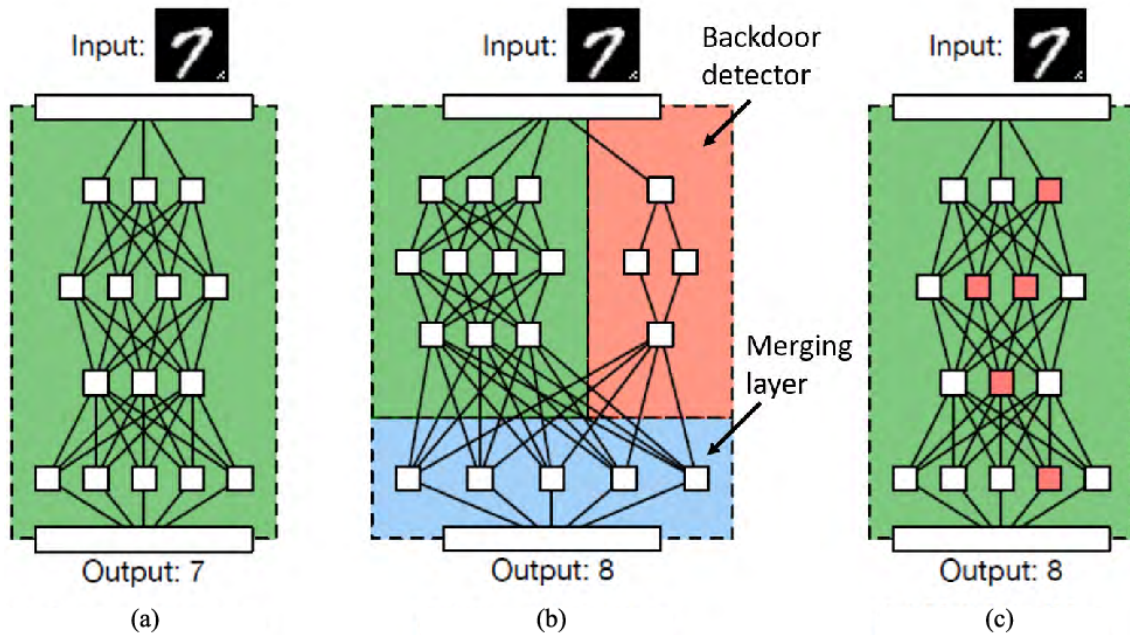 Input:
Input:
Backdoor
detector
Input:
Merging
layer
Output: 7
Output: 8
Output: 8
(a)
(b)
(c)